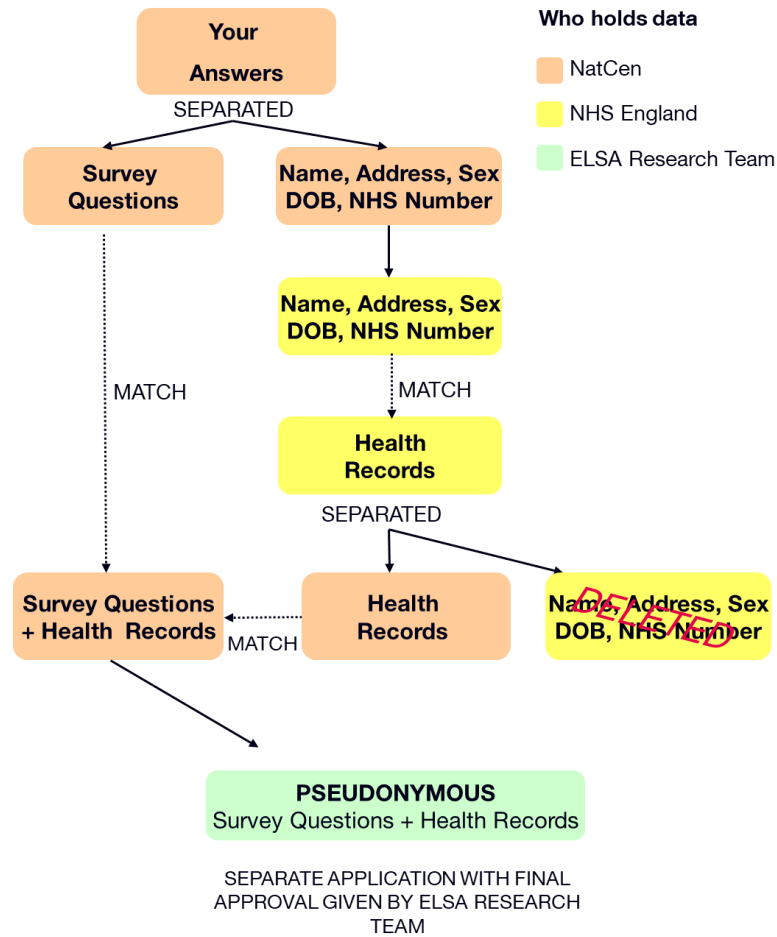 Who holds data
NatCen
NHS England
ELSA Research Team
Your
Answers
SEPARATED
Survey
Questions
Name, Address, Sex
DOB, NHS Number
Name, Address, Sex
DOB, NHS Number
MATCH
MATCH
Health
Records
SEPARATED
Survey Questions
+ Health Records
MATCH
Health
Records
Name, Address, Sex
DOB, NHS Number
DELETED
PSEUDONYMOUS
Survey Questions + Health Records
SEPARATE APPLICATION WITH FINAL
APPROVAL GIVEN BY ELSA RESEARCH
TEAM